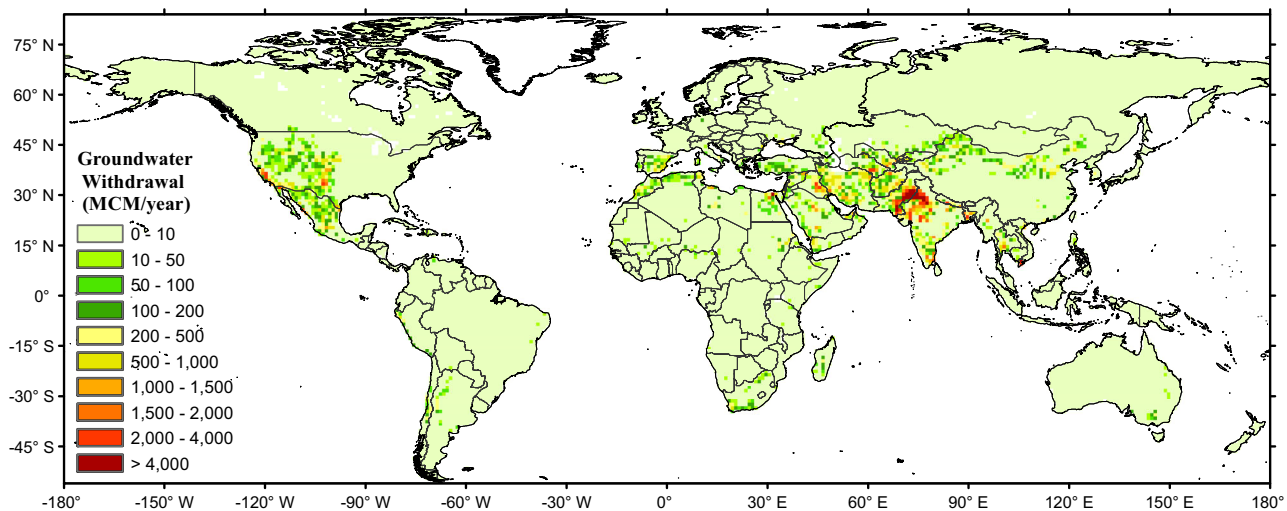 75° N
60° N
45° N
30° N
15° N
0°
-15° S
-30° S
-45° S
Groundwater
Withdrawal
(MCM/year)
0 - 10
10 - 50
50 - 100
100 - 200
200 - 500
500 - 1,000
1,000 - 1,500
1,500 - 2,000
2,000 - 4,000
> 4,000
-180° -150° W -120° W -90° W -60° W -30° W 0° 30° E 60° E 90° E 120° E 150° E 180°